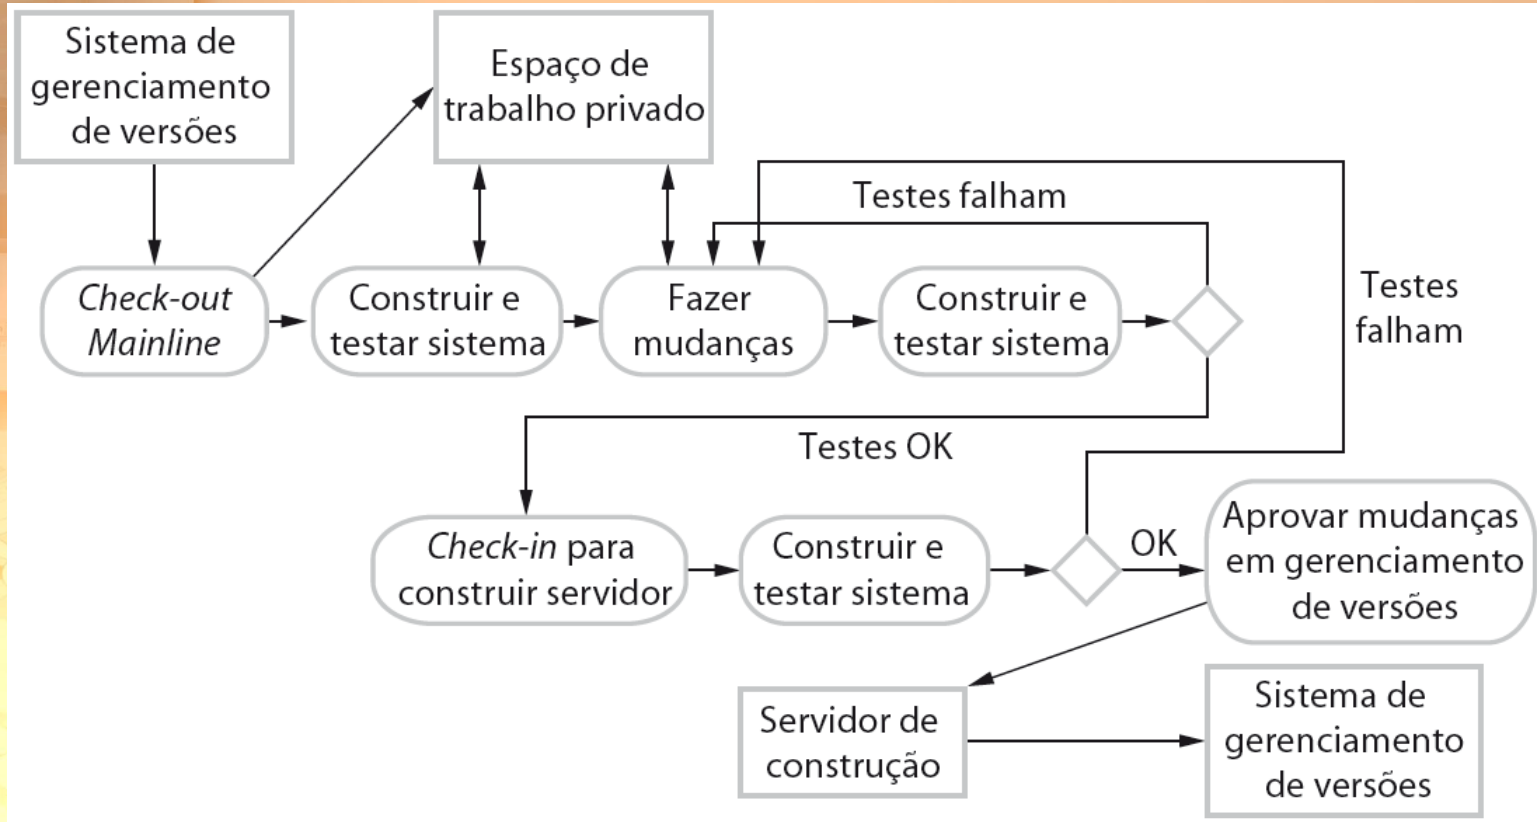 Sistema de
gerenciamento
de versões
Espaço de
trabalho privado
Testes falham
Check-out
Mainline
Construir e
testar sistema
Fazer
mudanças
Construir e
testar sistema
Testes
falham
Testes OK
Check-in para
construir servidor
Construir e
testar sistema
OK
Aprovar mudanças
em gerenciamento
de versões
Servidor de
construção
Sistema de
gerenciamento
de versões